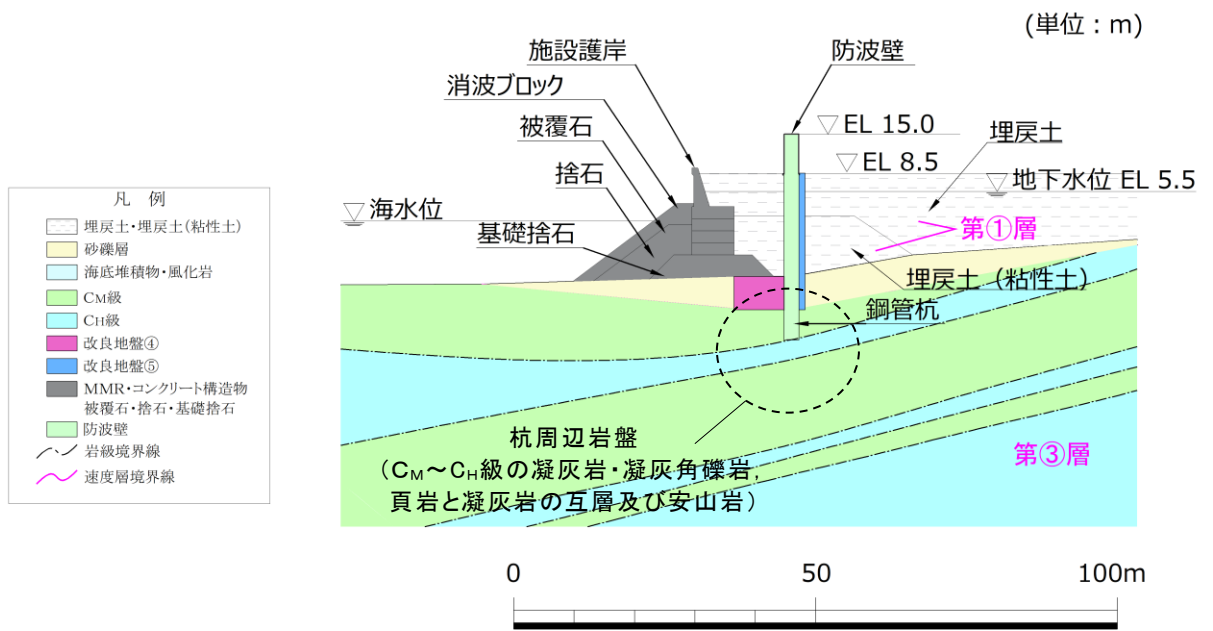 (単位:m)
施設護岸
防波壁
消波ブロック
EL 15.0
埋戻土
被覆石
EL 8.5
捨石
地下水位 EL 5.5
海水位
基礎捨石
第①層
埋戻土(粘性土)
鋼管杭
杭周辺岩盤
(CM~CH級の凝灰岩・凝灰角礫岩,
頁岩と凝灰岩の互層及び安山岩)
第③層
凡 例
埋戻土・埋戻土(粘性土)
砂礫層
海底堆積物・風化岩
CM級
CH級
改良地盤④
改良地盤⑤
MMR・コンクリート構造物
被覆石・捨石・基礎捨石
防波壁
岩級境界線
速度層境界線
0 50 100m